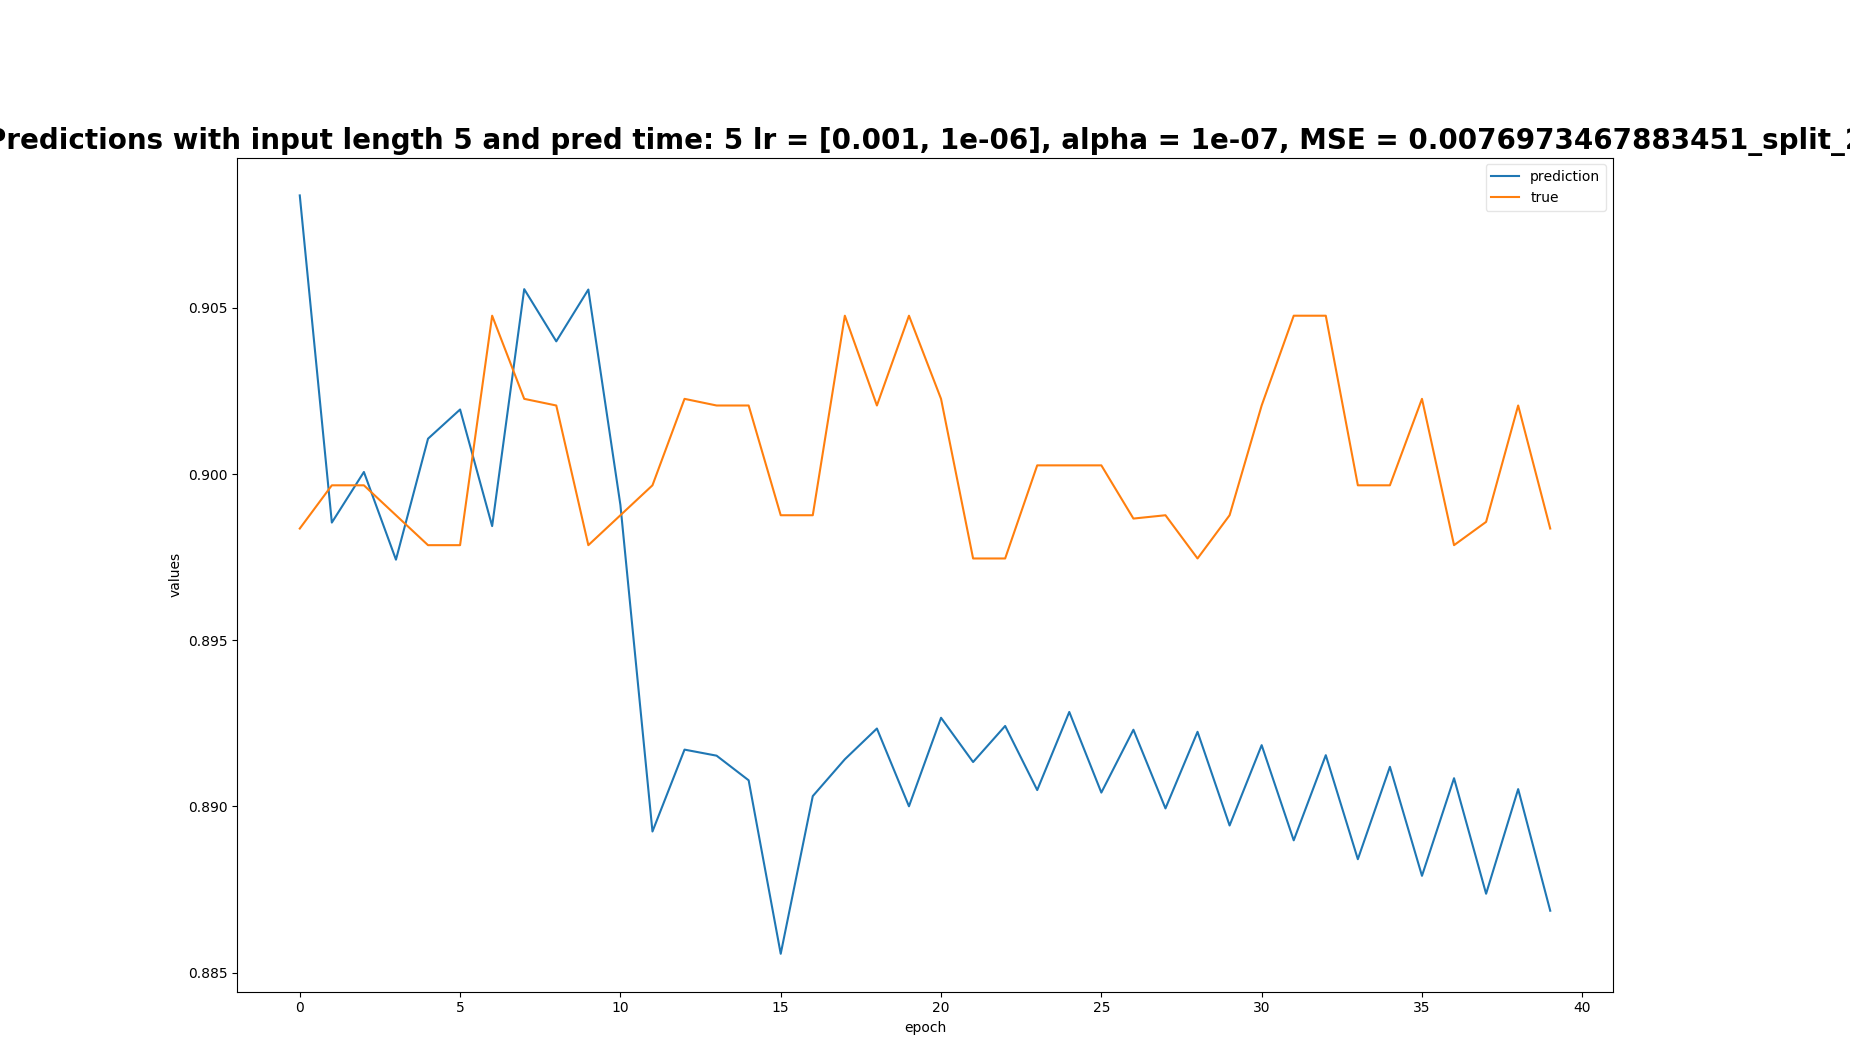 Predictions with input length 5 and pred time: 5 lr = [0.001, 1e-06], alpha = 1e-07, MSE = 0.0076973467883451_split_2
prediction
true
0.905
0.900
0.895
0.890
0.885
values
0 5 10 15 20 25 30 35 40
epoch